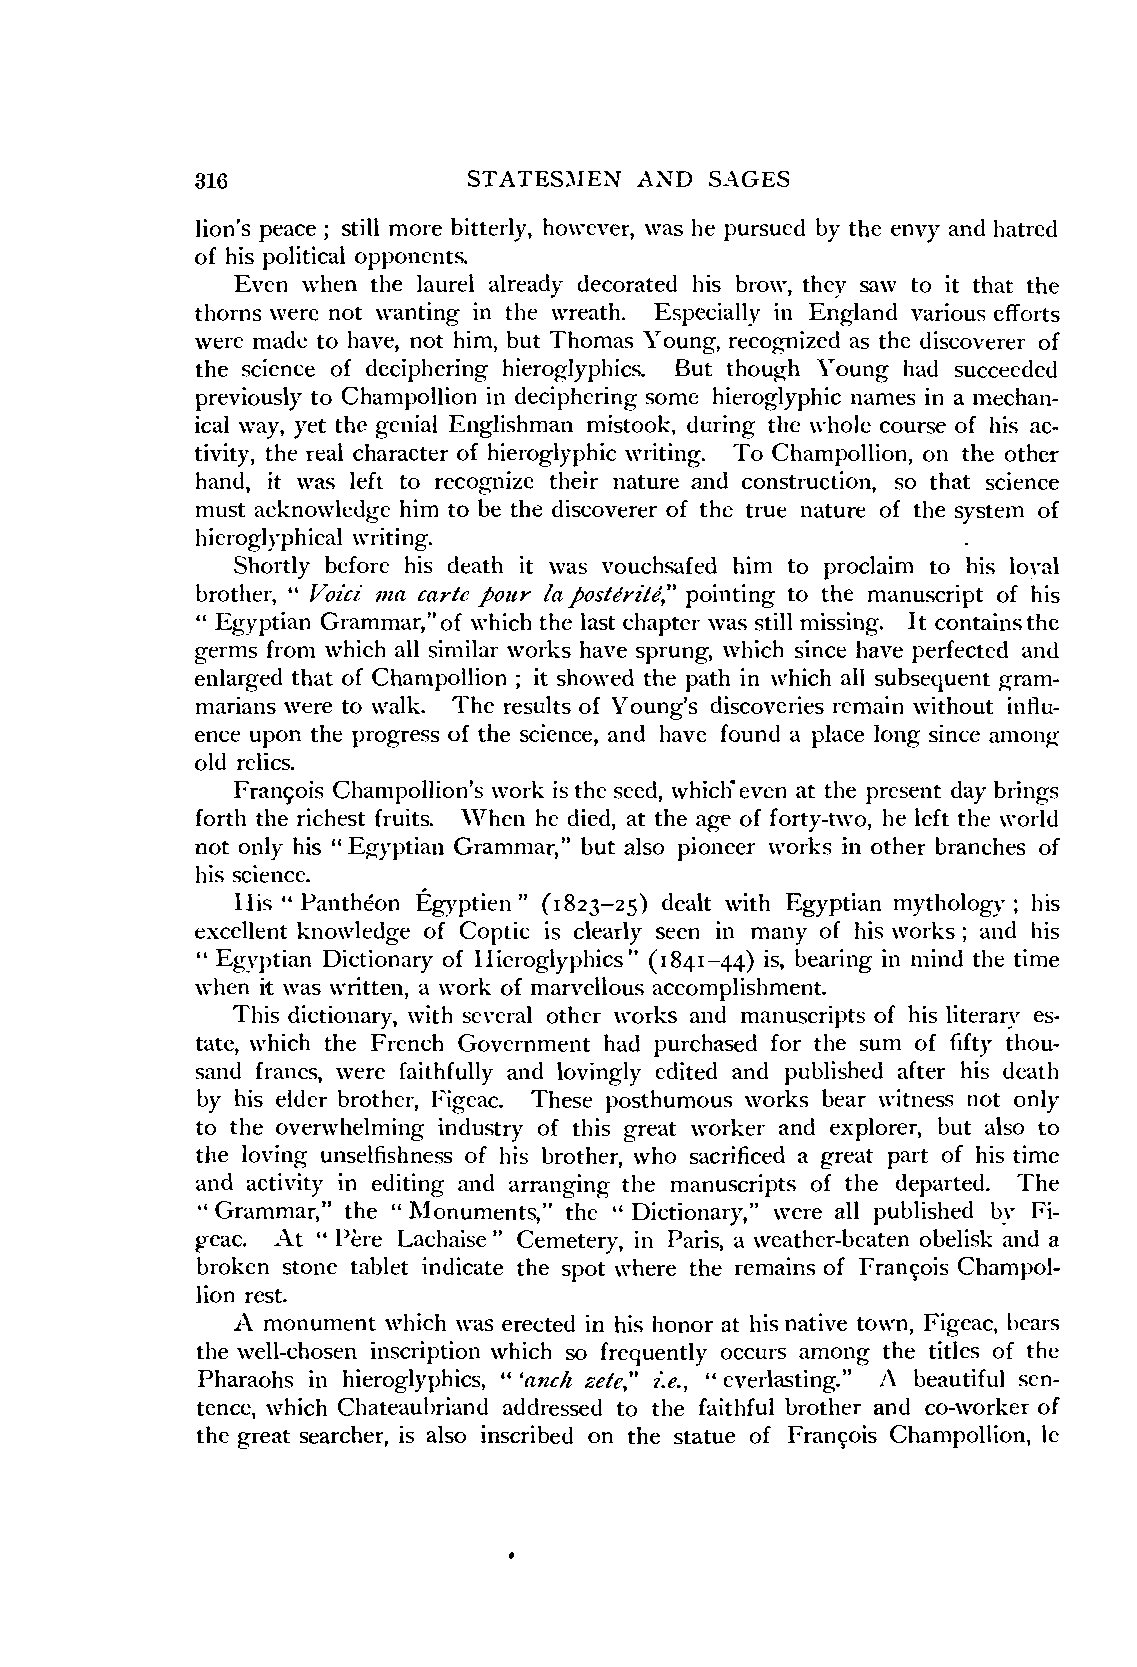 316 STATESMEN AND SAGES
lion's peace ; still more bitterly, however, was he pursued by the envy and hatred
of his political opponents.
Even when the laurel already decorated his brow, they saw to it that the
thorns were not wanting in the wreath. Especially in England various efforts
were made to have, not him, but Thomas Young, recognized as the discoverer of
the science of deciphering hieroglyphics. But though Young had succeeded
previously to Champollion in deciphering some hieroglyphic names in a mechan-
ical way, yet the genial Englishman mistook, during the whole course of his ac-
tivity, the real character of hieroglyphic writing. To Champollion, on the other
hand, it was left to recognize their nature and construction, so that science
must acknowledge him to be the discoverer of the true nature of the system of
hieroglyphical writing.
Shortly before his death it was vouchsafed him to proclaim to his loyal
brother, " Voici ma carte pour la postérité," pointing to the manuscript of his
" Egyptian Grammar," of which the last chapter was still missing. It contains the
germs from which all similar works have sprung, which since have perfected and
enlarged that of Champollion ; it showed the path in which all subsequent gram-
marians were to walk. The results of Young's discoveries remain without influ-
ence upon the progress of the science, and have found a place long since among
old relics.
François Champollion's work is the seed, which even at the present day brings
forth the richest fruits. When he died, at the age of forty-two, he left the world
not only his " Egyptian Grammar," but also pioneer works in other branches of
his science.
His " Panthéon Égyptien " (1823-25) dealt with Egyptian mythology ; his
excellent knowledge of Coptic is clearly seen in many of his works ; and his
" Egyptian Dictionary of Hieroglyphics " (1841-44) is, bearing in mind the time
when it was written, a work of marvellous accomplishment.
This dictionary, with several other works and manuscripts of his literary es-
tate, which the French Government had purchased for the sum of fifty thou-
sand francs, were faithfully and lovingly edited and published after his death
by his elder brother, Figeac. These posthumous works bear witness not only
to the overwhelming industry of this great worker and explorer, but also to
the loving unselfishness of his brother, who sacrificed a great part of his time
and activity in editing and arranging the manuscripts of the departed. The
" Grammar," the " Monuments," the " Dictionary," were all published by Fi-
geac. At " Père Lachaise " Cemetery, in Paris, a weather-beaten obelisk and a
broken stone tablet indicate the spot where the remains of François Champol-
lion rest.
A monument which was erected in his honor at his native town, Figeac, bears
the well-chosen inscription which so frequently occurs among the titles of the
Pharaohs in hieroglyphics, " 'anch zete," i.e., " everlasting." A beautiful sen-
tence, which Chateaubriand addressed to the faithful brother and co-worker of
the great searcher, is also inscribed on the statue of François Champollion, le